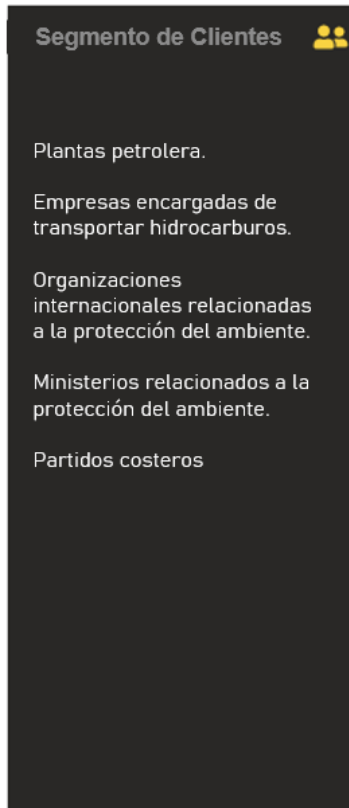 Segmento de Clientes
Plantas petrolera.
Empresas encargadas de
transportar hidrocarburos.
Organizaciones
internacionales relacionadas
a la protección del ambiente.
Ministerios relacionados a la
protección del ambiente.
Partidos costeros